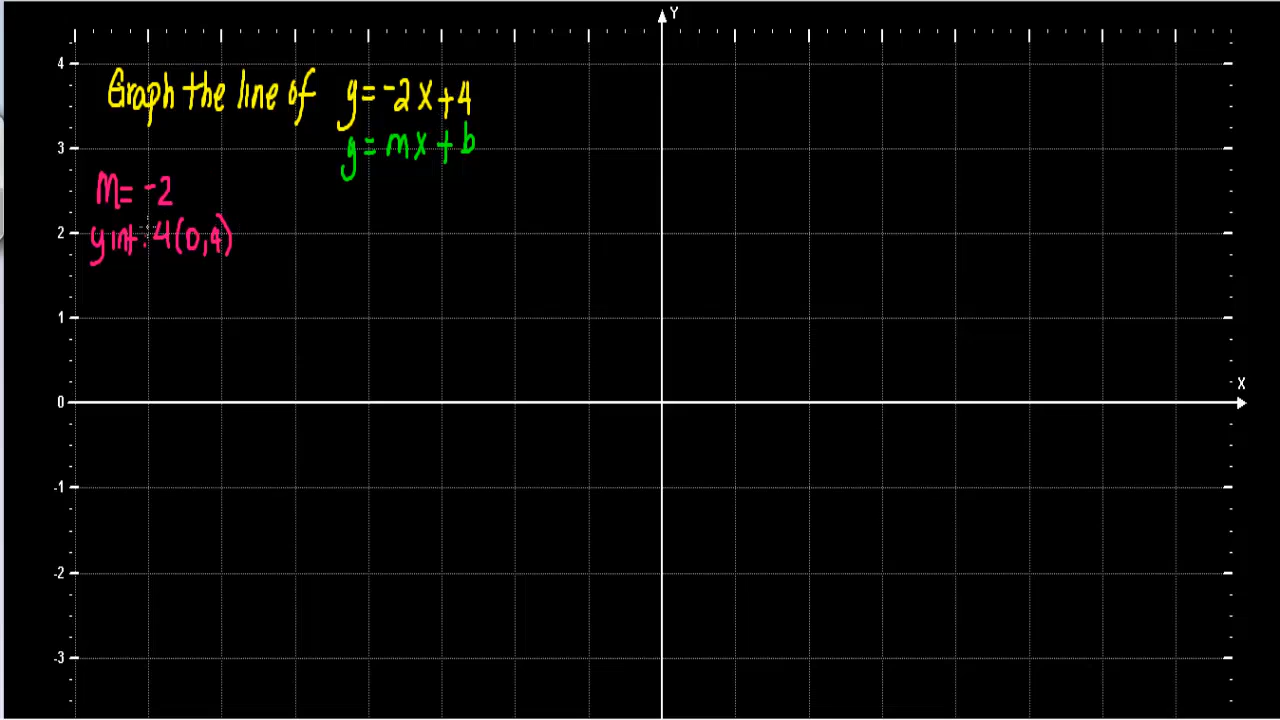 Y
Graph the line of y = -2x + 4
y = mx + b
m = -2
y int: 4 (0,4)
4
3
2
1
0
-1
-2
-3
X